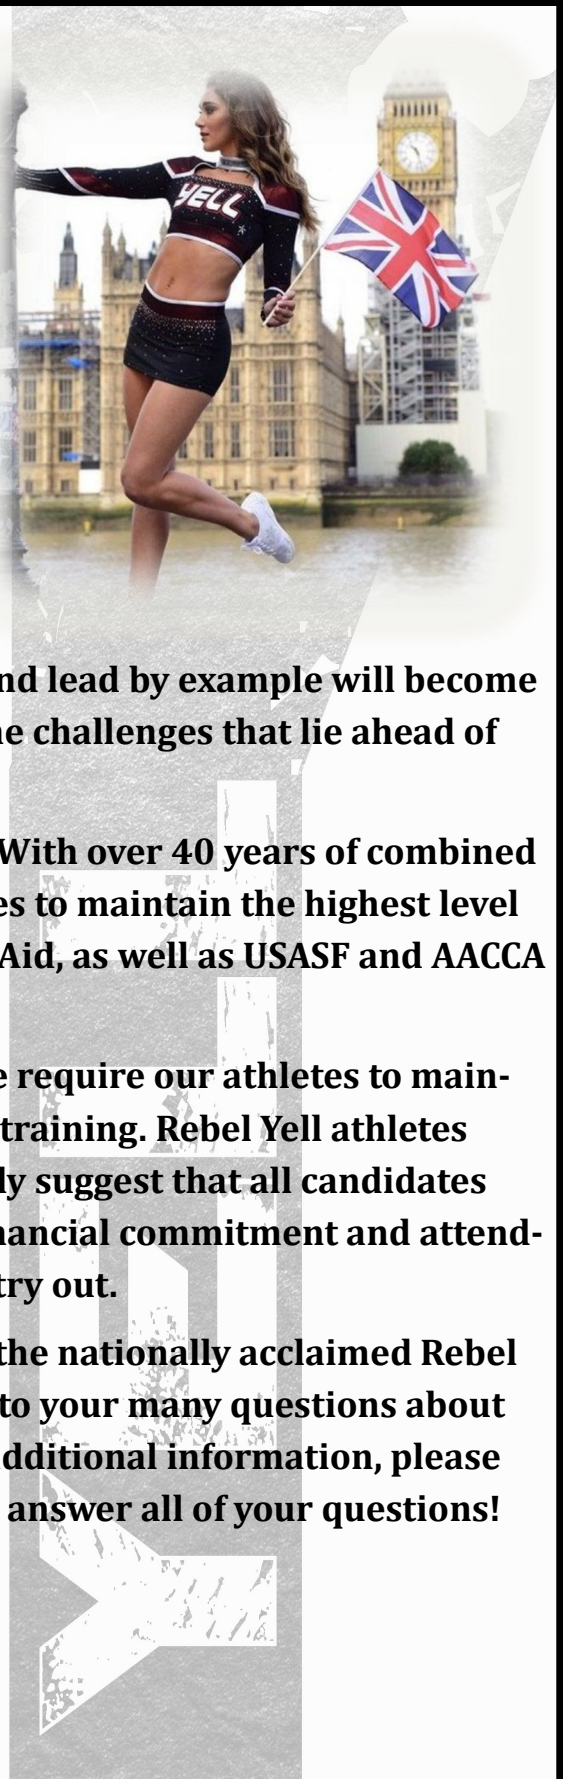 YELL
nd lead by example will become
e challenges that lie ahead of
With over 40 years of combined
es to maintain the highest level
Aid, as well as USASF and AACCA
e require our athletes to main-
training. Rebel Yell athletes
ly suggest that all candidates
nancial commitment and attend-
try out.
the nationally acclaimed Rebel
to your many questions about
dditional information, please
answer all of your questions!
YELL